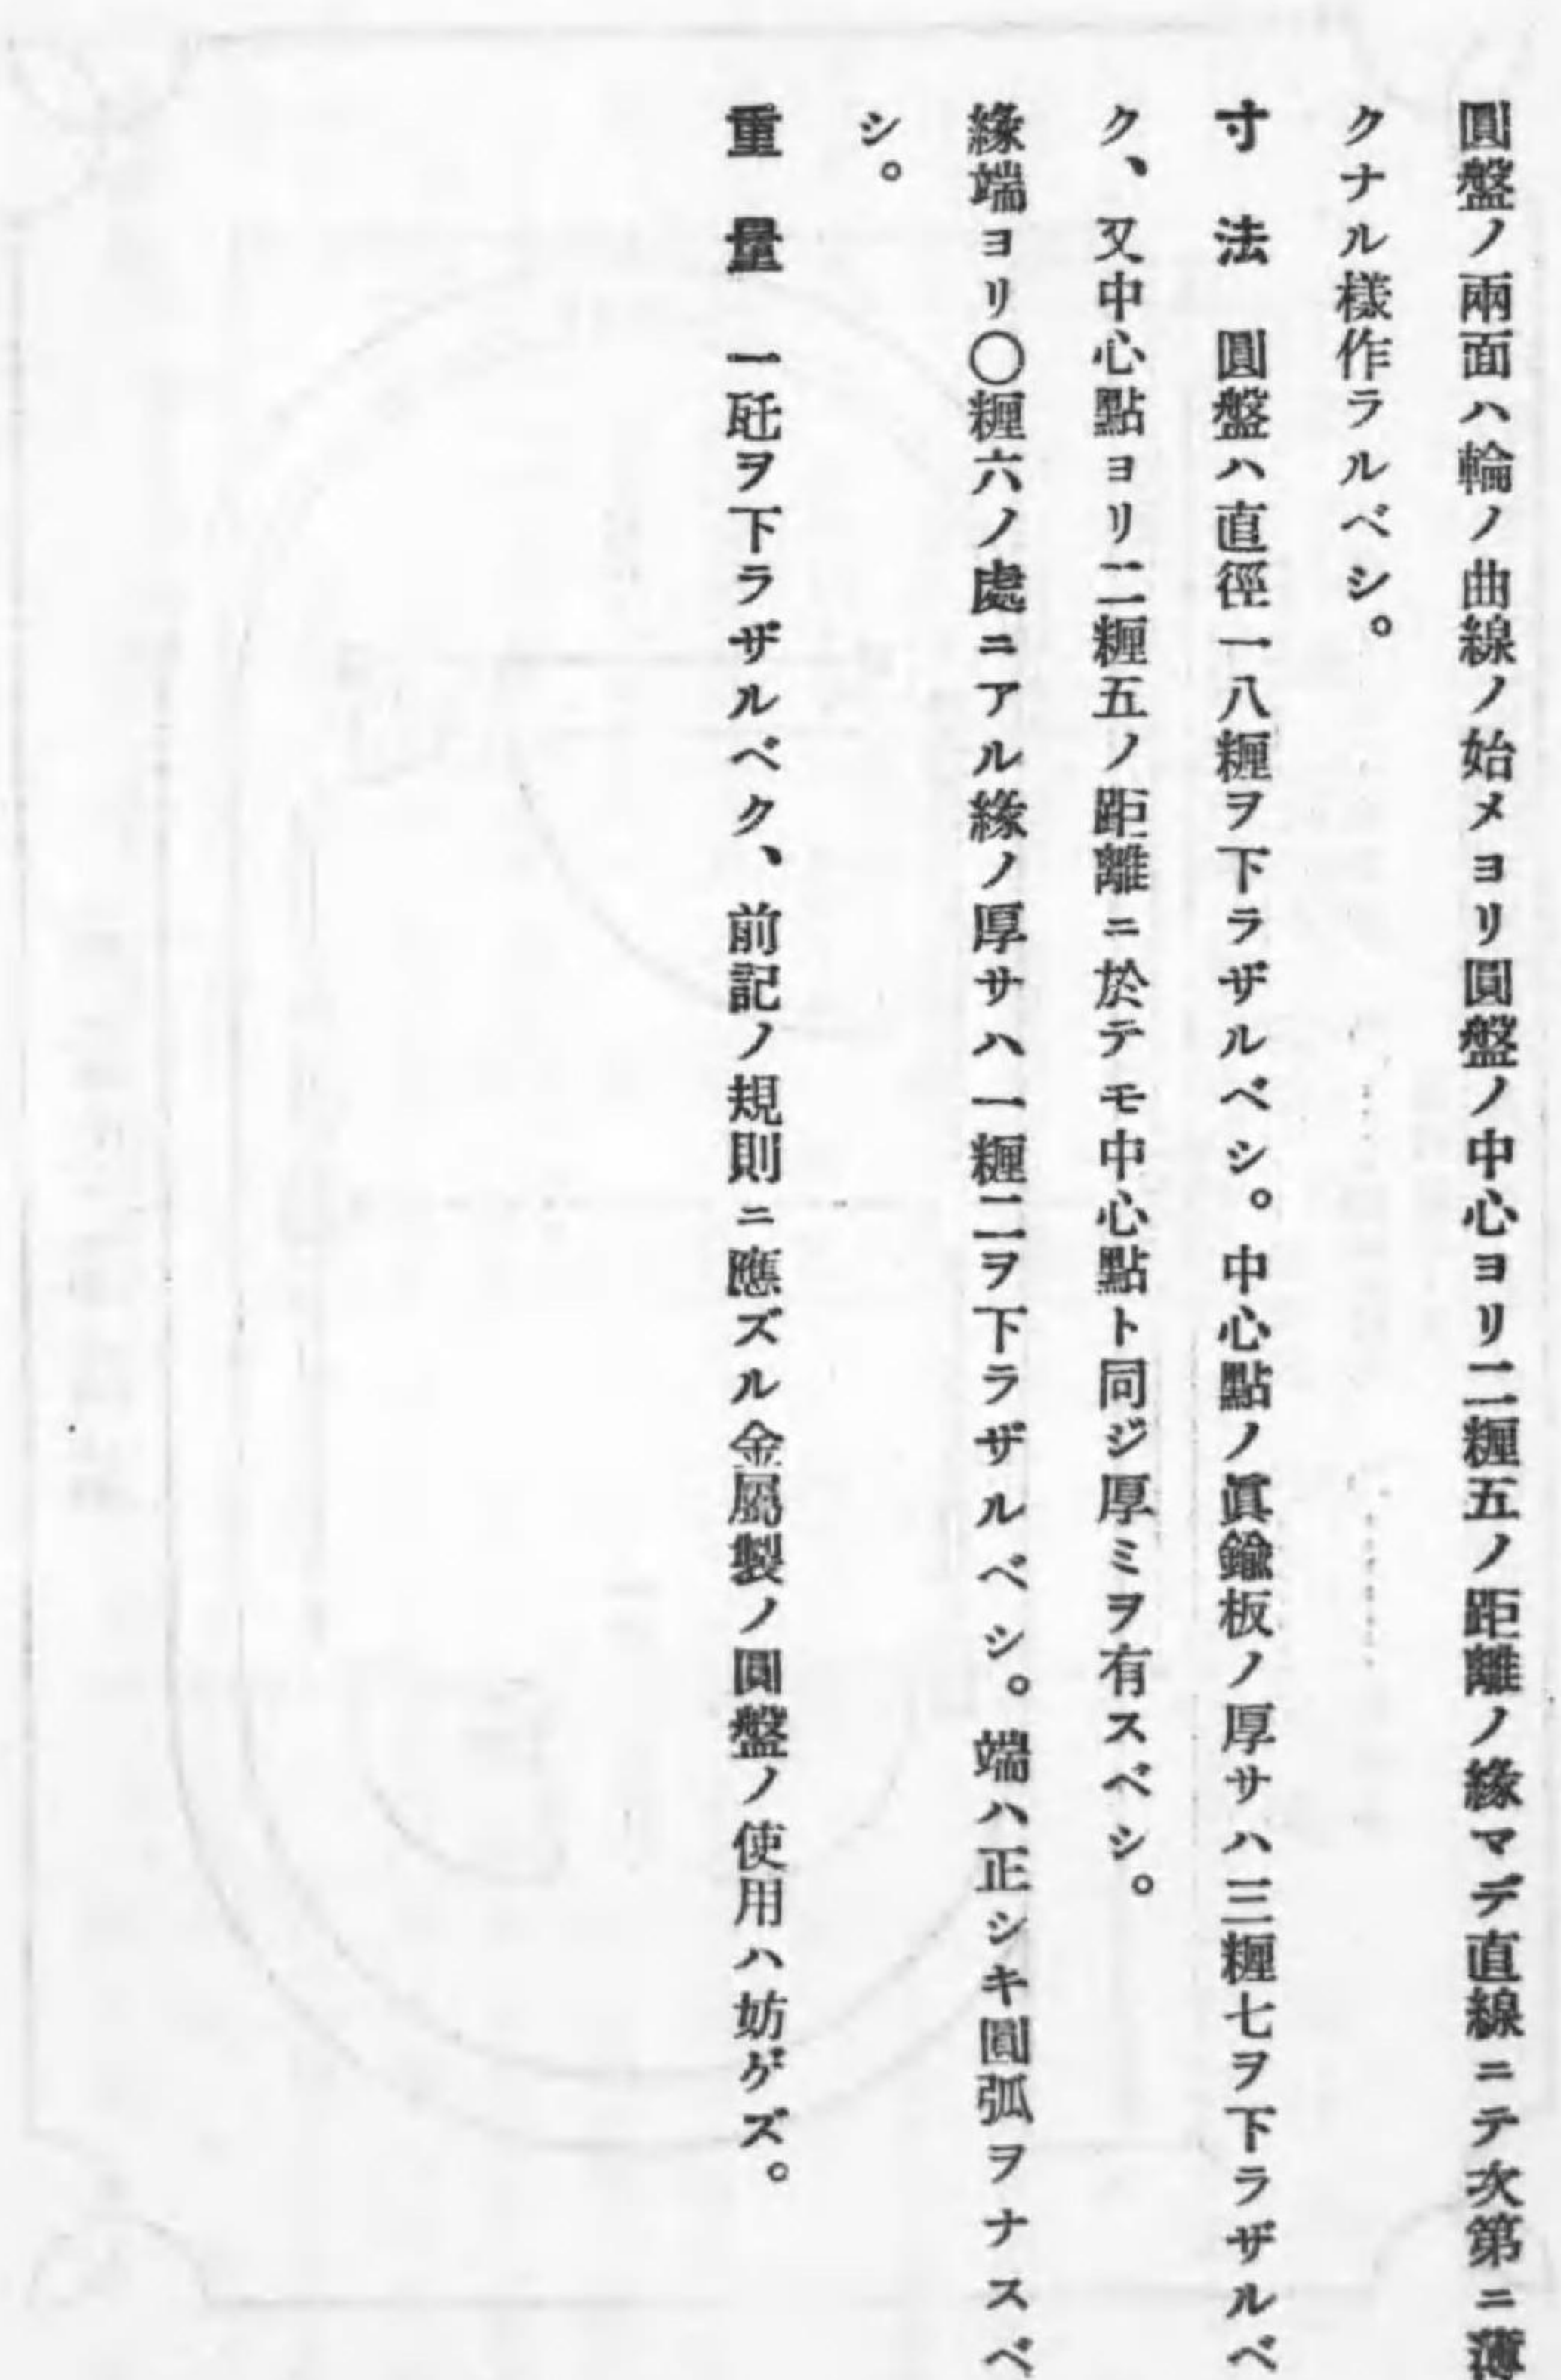 圓盤ノ兩面ハ輪ノ曲線ノ始メヨリ圓盤ノ中心ヨリ二糎五ノ距離ノ緣マデ直線ニテ次第ニ薄
クナル樣作ラルベシ。
寸　法　圓盤ハ直徑一八糎ヲ下ラザルベシ。中心點ノ眞鍮板ノ厚サハ三糎七ヲ下ラザルベ
ク、又中心點ヨリ二糎五ノ距離ニ於テモ中心點ト同ジ厚ミヲ有スベシ。
緣端ヨリ〇糎六ノ處ニアル緣ノ厚サハ一糎二ヲ下ラザルベシ。端ハ正シキ圓弧ヲナスベ
シ。
重　量　一瓩ヲ下ラザルベク、前記ノ規則ニ應ズル金屬製ノ圓盤ノ使用ハ妨ゲズ。